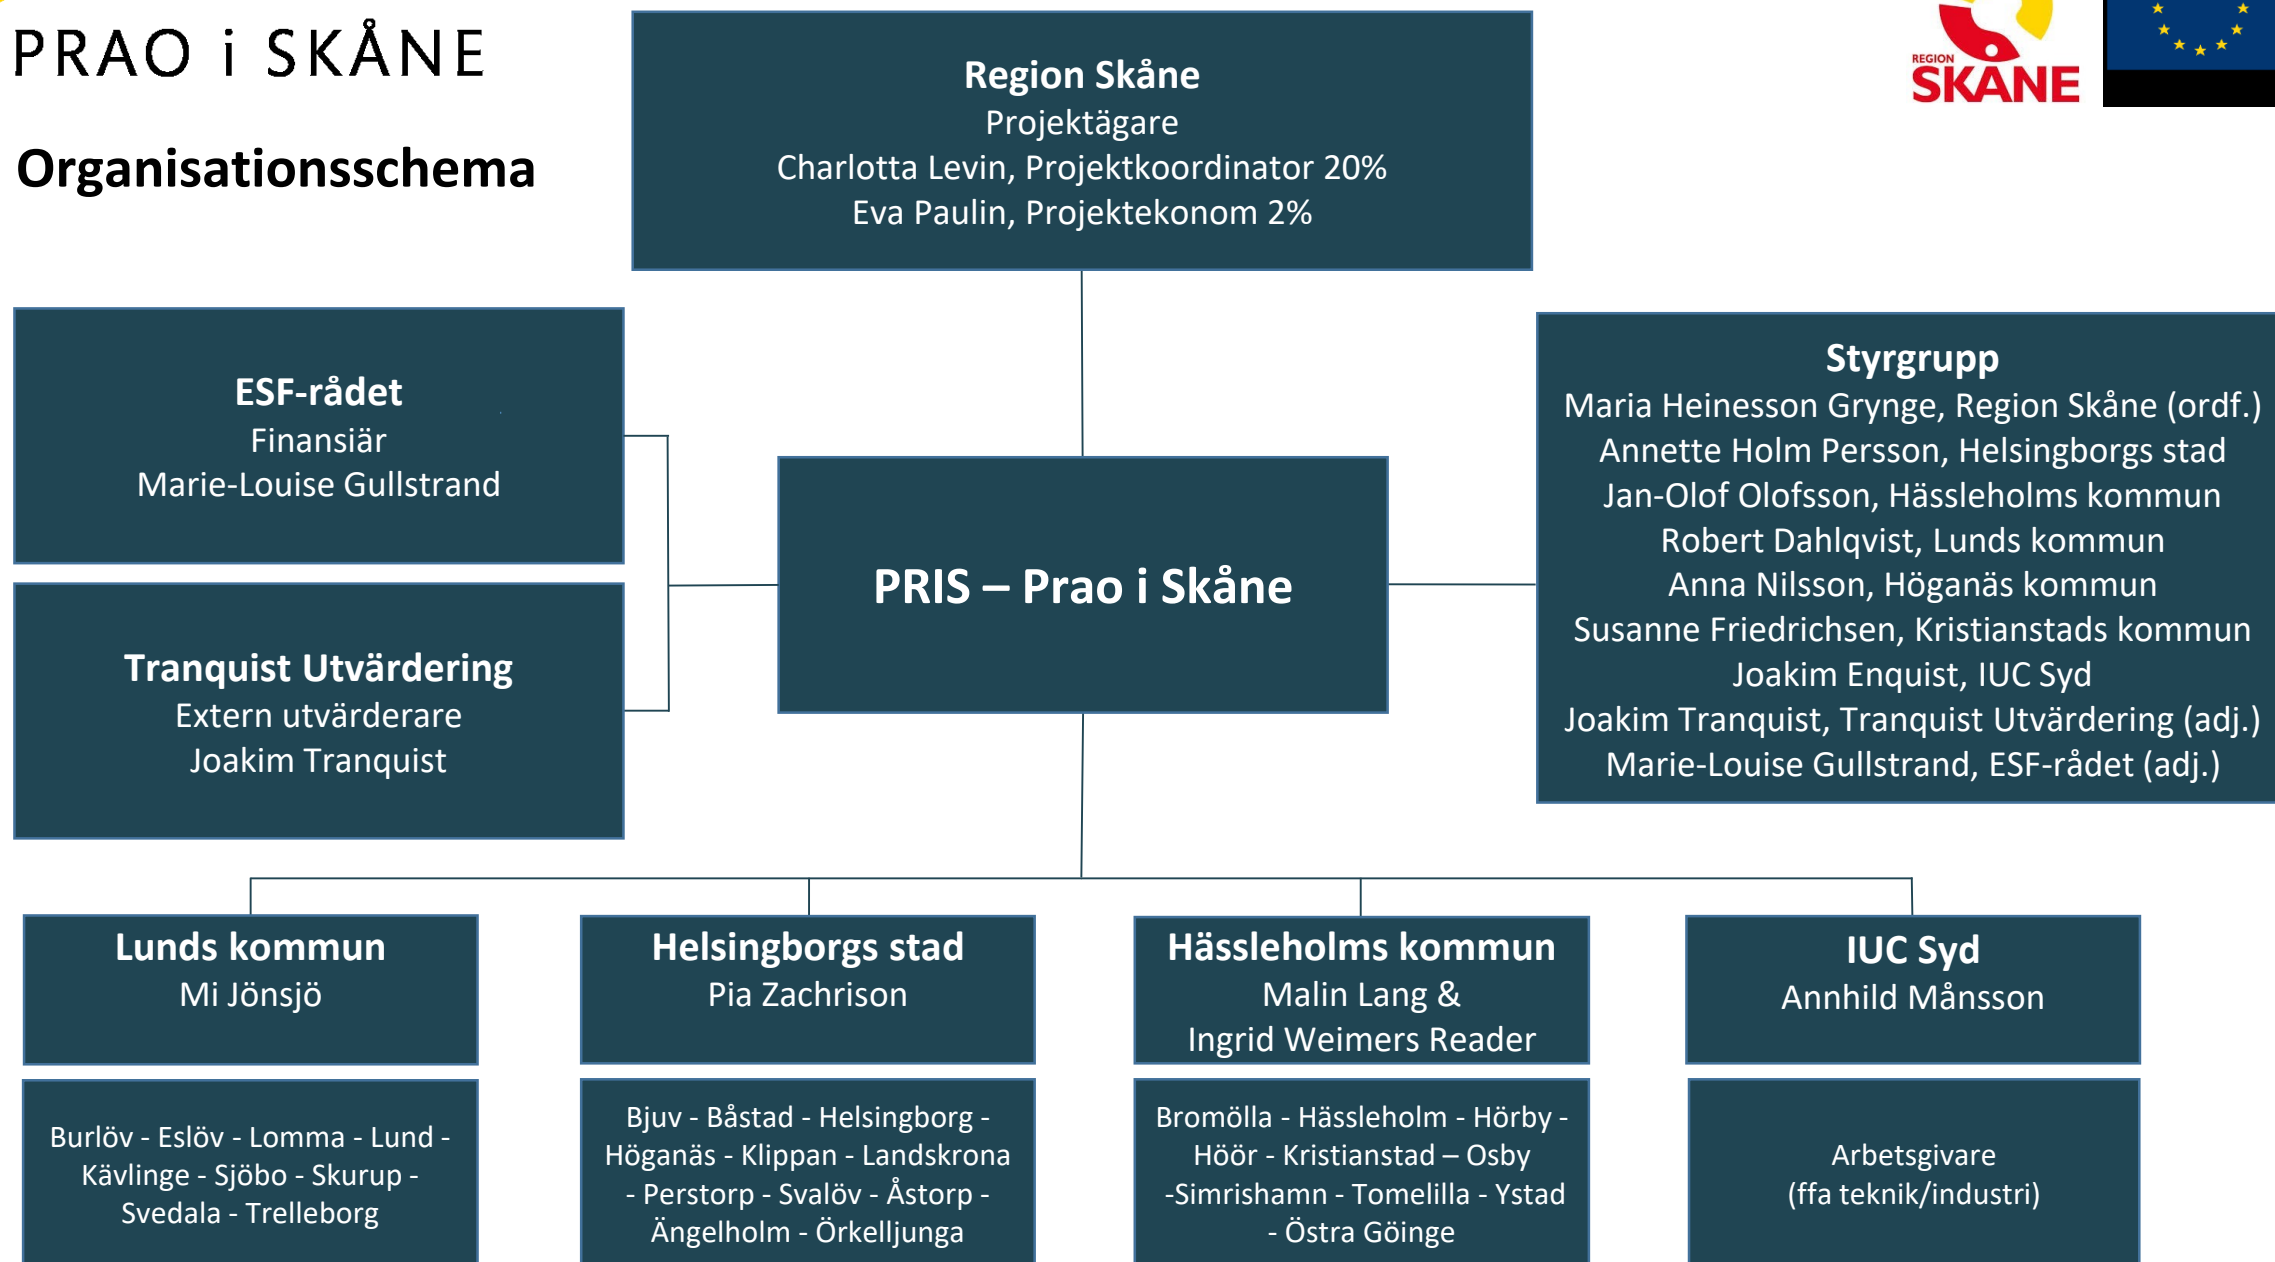 PRAO i SKÅNE
Organisationsschema
Region Skåne
Projektägare
Charlotta Levin, Projektkoordinator 20%
Eva Paulin, Projektekonom 2%
REGION
SKÅNE
ESF-rådet
Finansiär
Marie-Louise Gullstrand
Tranquist Utvärdering
Extern utvärderare
Joakim Tranquist
PRIS – Prao i Skåne
Styrgrupp
Maria Heinesson Grynge, Region Skåne (ordf.)
Annette Holm Persson, Helsingborgs stad
Jan-Olof Olofsson, Hässleholms kommun
Robert Dahlqvist, Lunds kommun
Anna Nilsson, Höganäs kommun
Susanne Friedrichsen, Kristianstads kommun
Joakim Enquist, IUC Syd
Joakim Tranquist, Tranquist Utvärdering (adj.)
Marie-Louise Gullstrand, ESF-rådet (adj.)
Lunds kommun
Mi Jönsjö
Burlöv - Eslöv - Lomma - Lund -
Kävlinge - Sjöbo - Skurup -
Svedala - Trelleborg
Helsingborgs stad
Pia Zachrison
Bjuv - Båstad - Helsingborg -
Höganäs - Klippan - Landskrona
- Perstorp - Svalöv - Åstorp -
Ängelholm - Örkelljunga
Hässleholms kommun
Malin Lang &
Ingrid Weimers Reader
Bromölla - Hässleholm - Hörby -
Höör - Kristianstad – Osby
-Simrishamn - Tomelilla - Ystad
- Östra Göinge
IUC Syd
Annhild Månsson
Arbetsgivare
(ffa teknik/industri)